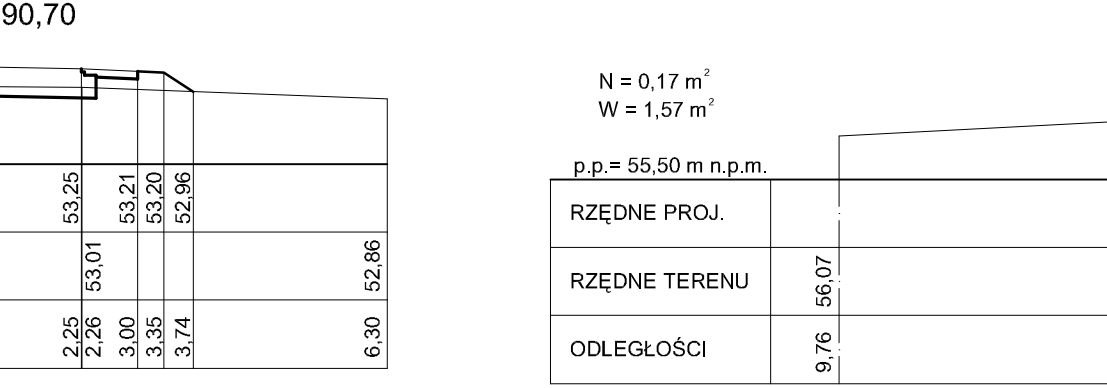 90,70
53,25 53,21 53,20 52,96
53,01 52,86
2,25 2,26 3,00 3,35 3,74 6,30
N = 0,17 m²
W = 1,57 m²
p.p.= 55,50 m n.p.m.
RZĘDNE PROJ.
RZĘDNE TERENU 56,07
ODLEGŁOŚCI 9,76